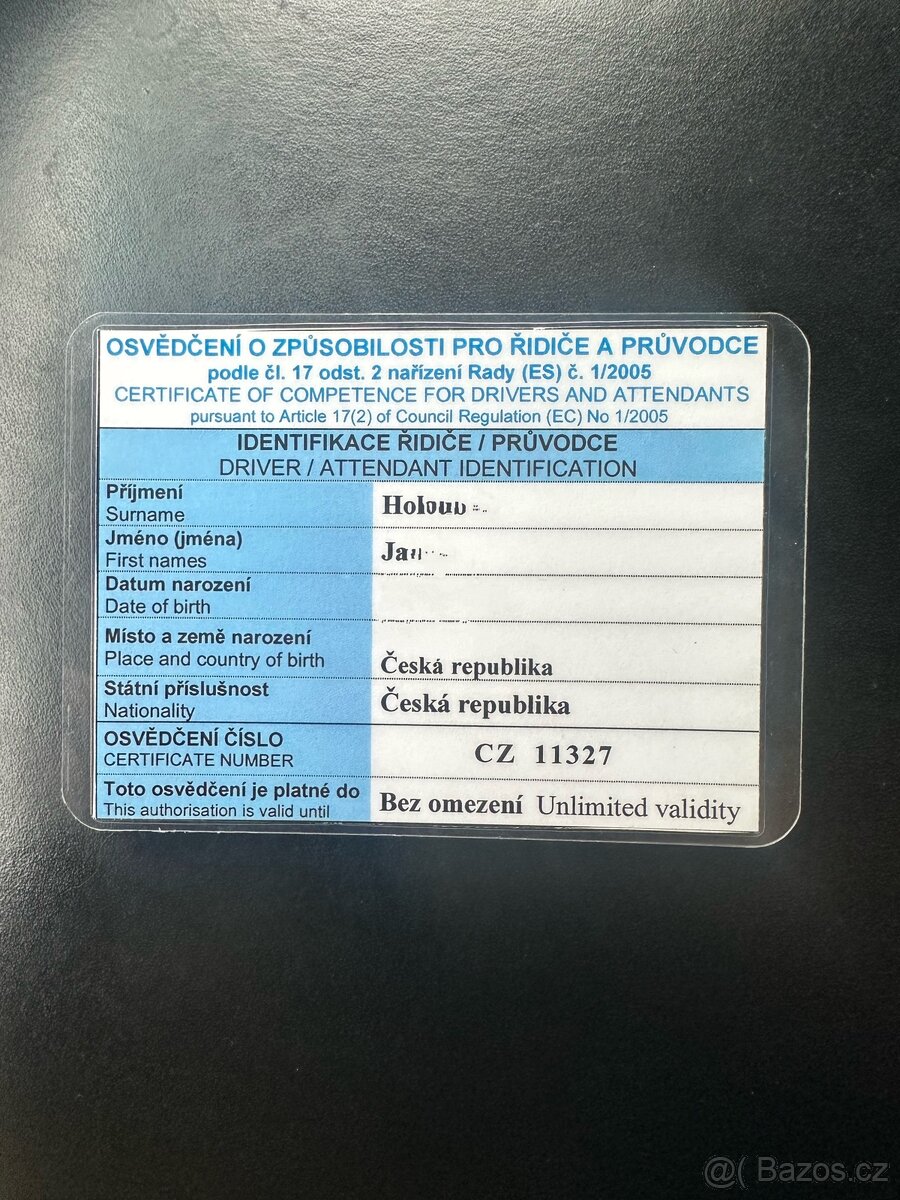 OSVĚDČENÍ O ZPŮSOBILOSTI PRO ŘIDIČE A PRŮVODCE
podle čl. 17 odst. 2 nařízení Rady (ES) č. 1/2005
CERTIFICATE OF COMPETENCE FOR DRIVERS AND ATTENDANTS
pursuant to Article 17(2) of Council Regulation (EC) No 1/2005
IDENTIFIKACE ŘIDIČE / PRŮVODCE
DRIVER / ATTENDANT IDENTIFICATION
Příjmení
Surname
Jméno (jména)
First names
Datum narození
Date of birth
Místo a země narození
Place and country of birth
Česká republika
Státní příslušnost
Nationality
Česká republika
OSVĚDČENÍ ČÍSLO
CERTIFICATE NUMBER
CZ 11327
Toto osvědčení je platné do
This authorisation is valid until
Bez omezení Unlimited validity
@( Bazos.cz